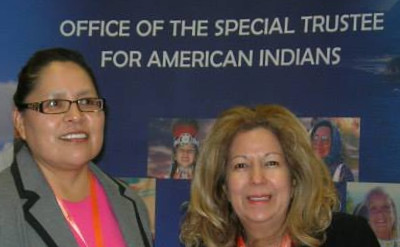 OFFICE OF THE SPECIAL TRUSTEE
FOR AMERICAN INDIANS